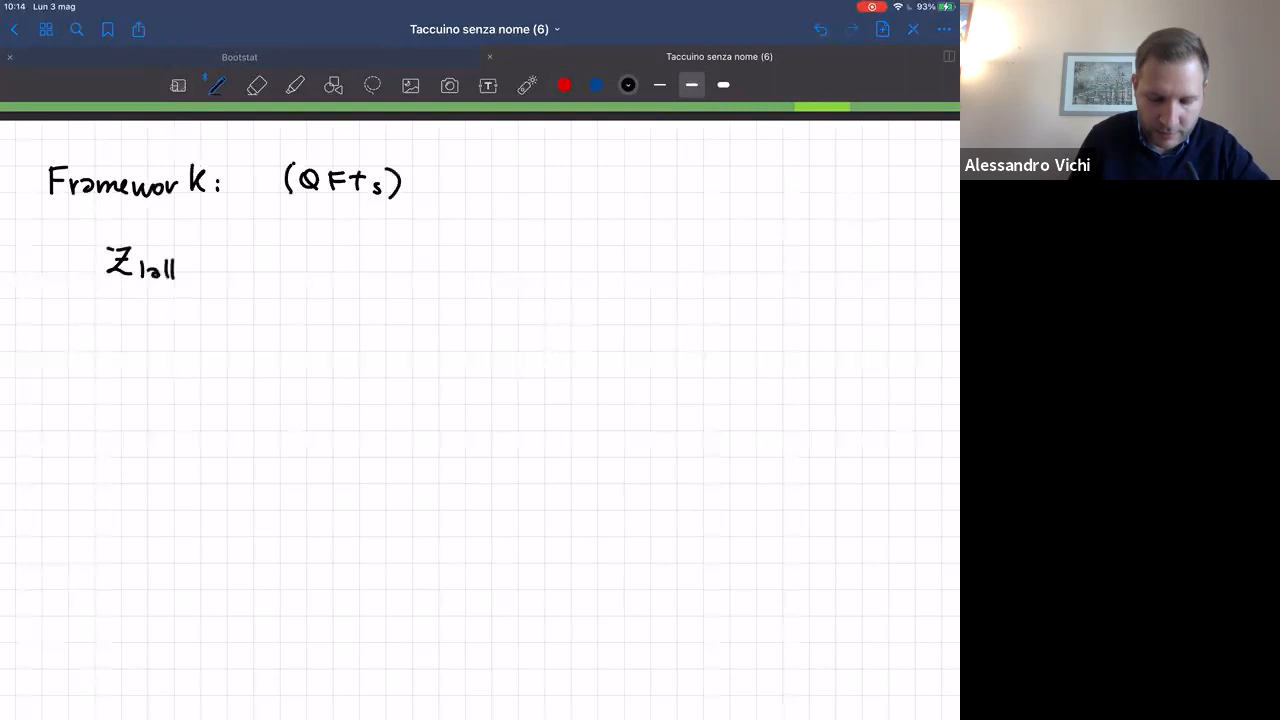 10:14 Lun 3 mag 93%
Taccuino senza nome (6)
Bootstat Taccuino senza nome (6)
T
Framework: (QFTs)
Alessandro Vichi